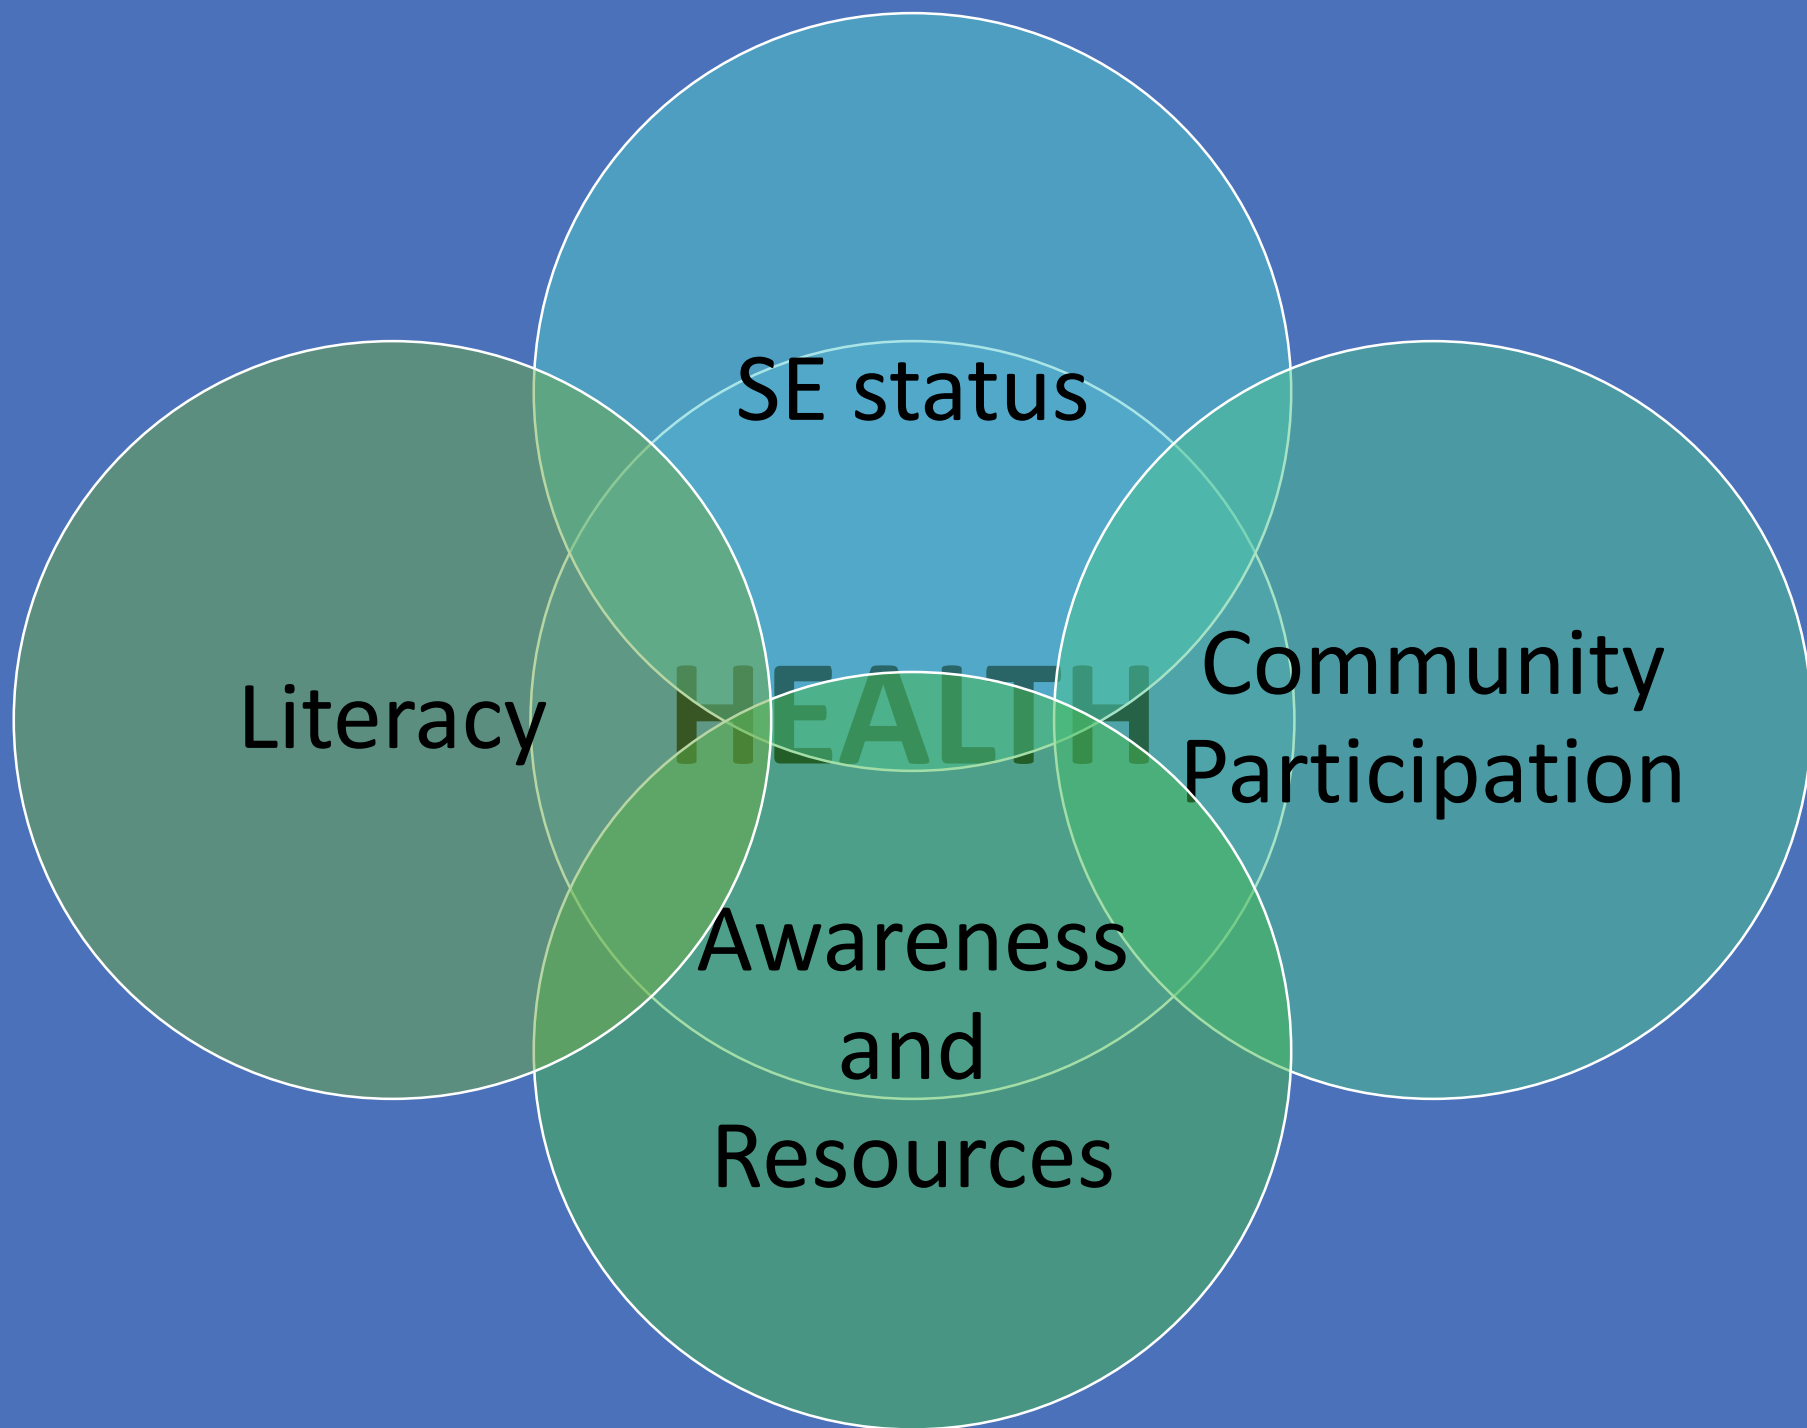 SE status
Literacy
HEALTH
Community
Participation
Awareness
and
Resources